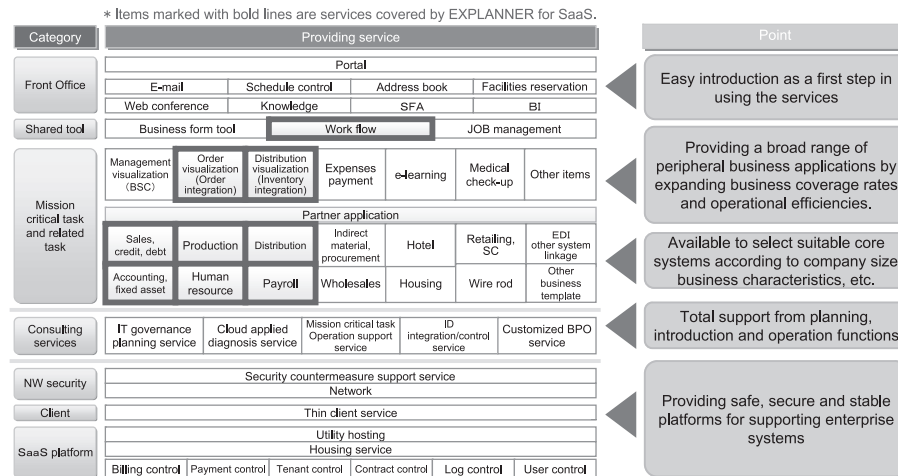 * Items marked with bold lines are services covered by EXPLANNER for SaaS.
Category
Providing service
Point
Front Office
Portal
E-mail
Schedule control
Address book
Facilities reservation
Web conference
Knowledge
SFA
BI
Easy introduction as a first step in
using the services
Shared tool
Business form tool
Work flow
JOB management
Mission
critical task
and related
task
Management
visualization
(BSC)
Order
visualization
(Order
integration)
Distribution
visualization
(Inventory
integration)
Expenses
payment
e-learning
Medical
check-up
Other items
Providing a broad range of
peripheral business applications by
expanding business coverage rates
and operational efficiencies.
Partner application
Sales,
credit, debt
Production
Distribution
Indirect
material,
procurement
Hotel
Retailing,
SC
EDI
other system
linkage
Accounting,
fixed asset
Human
resource
Payroll
Wholesales
Housing
Wire rod
Other
business
template
Available to select suitable core
systems according to company size
business characteristics, etc.
Consulting
services
IT governance
planning service
Cloud applied
diagnosis service
Mission critical task
Operation support
service
ID
integration/control
service
Customized BPO
service
Total support from planning,
introduction and operation functions
NW security
Security countermeasure support service
Network
Client
Thin client service
SaaS platform
Utility hosting
Housing service
Billing control
Payment control
Tenant control
Contract control
Log control
User control
Providing safe, secure and stable
platforms for supporting enterprise
systems